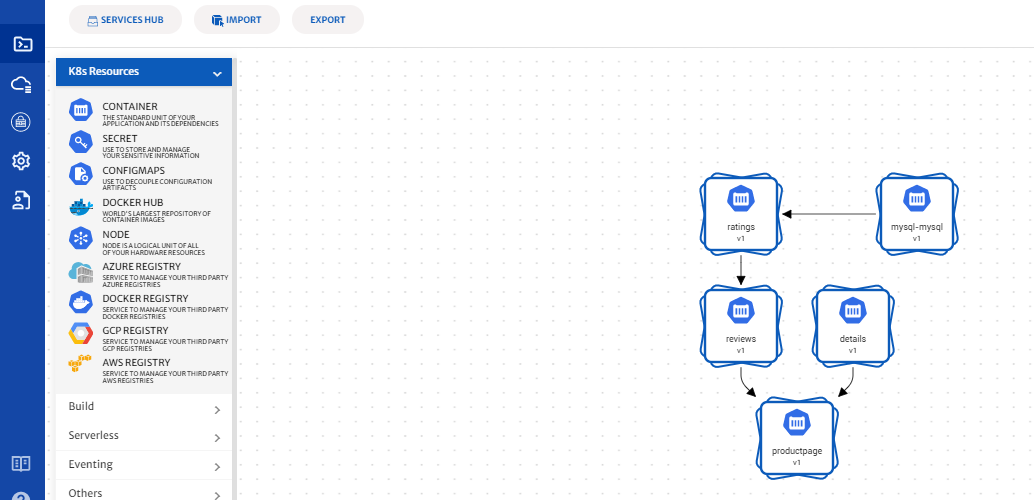 SERVICES HUB
IMPORT
EXPORT
K8s Resources
CONTAINER
THE STANDARD UNIT OF YOUR
APPLICATION AND ITS DEPENDENCIES
SECRET
USE TO STORE AND MANAGE
YOUR SENSITIVE INFORMATION
CONFIGMAPS
USE TO DECOUPLE CONFIGURATION
ARTIFACTS
DOCKER HUB
WORLD'S LARGEST REPOSITORY OF
CONTAINER IMAGES
NODE
NODE IS A LOGICAL UNIT OF ALL
OF YOUR HARDWARE RESOURCES
AZURE REGISTRY
SERVICE TO MANAGE YOUR THIRD PARTY
AZURE REGISTRIES
DOCKER REGISTRY
SERVICE TO MANAGE YOUR THIRD PARTY
DOCKER REGISTRIES
GCP REGISTRY
SERVICE TO MANAGE YOUR THIRD PARTY
GCP REGISTRIES
AWS REGISTRY
SERVICE TO MANAGE YOUR THIRD PARTY
AWS REGISTRIES
Build
Serverless
Eventing
Others
ratings
v1
mysql-mysql
v1
reviews
v1
details
v1
productpage
v1